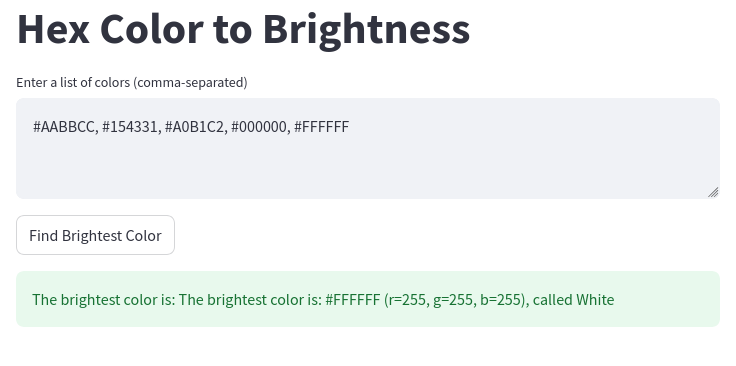 Hex Color to Brightness
Enter a list of colors (comma-separated)
#AABBCC, #154331, #A0B1C2, #000000, #FFFFFF
Find Brightest Color
The brightest color is: The brightest color is: #FFFFFF (r=255, g=255, b=255), called White